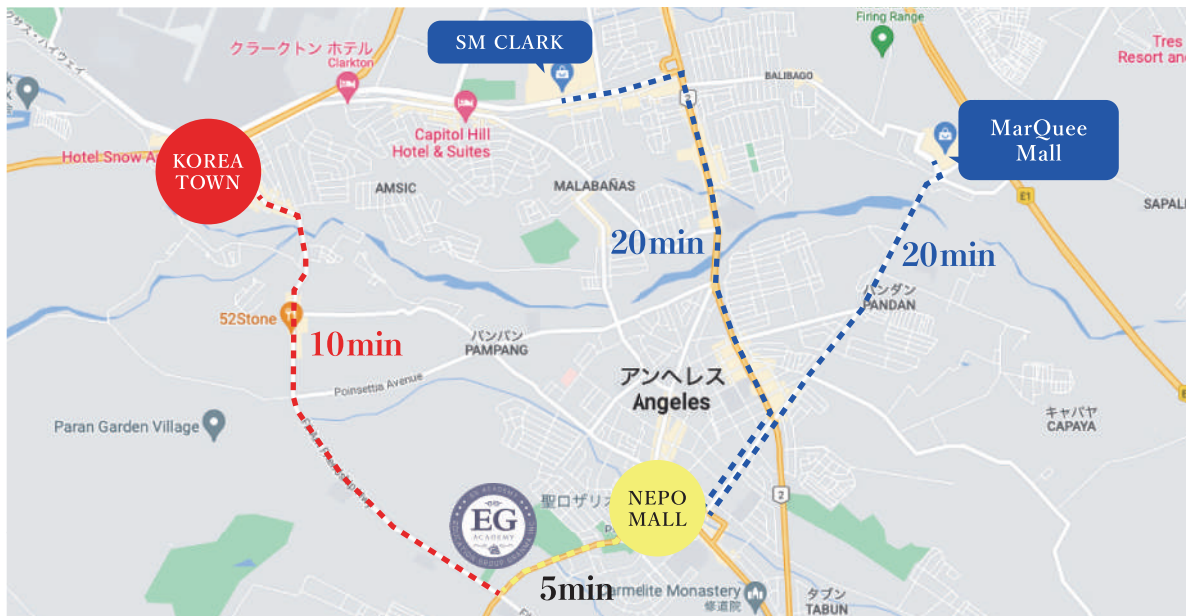 Firing Range
SM CLARK
クラークトン ホテル
Clarkton
Tres
Resort and
BALIBAGO
2
MarQuee
Mall
Capitol Hill
Hotel & Suites
Hotel Snow A
KOREA
TOWN
AMSIC
MALABAÑAS
E1
SAPALI
20min
20min
パンダン
PANDAN
52Stone
10min
パンパン
PAMPANG
Poinsettia Avenue
アンヘレス
Angeles
キャパヤ
CAPAYA
Paran Garden Village
EG
ACADEMY
聖ロザリ
NEPO
MALL
2
5min
armelite Monastery
修道院
タブン
TABUN